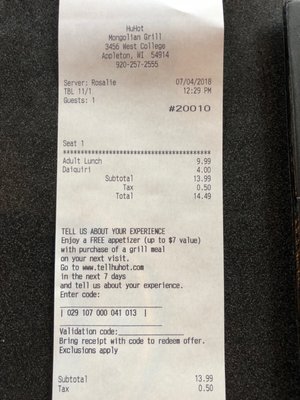 HuHot
Mongolian Grill
3456 West College
Appleton, WI 54914
920-257-2555
Server: Rosalie 07/04/2018
TBL 11/1 12:29 PM
Guests: 1
#20010
Seat 1
****************************************
Adult Lunch 9.99
Daiquiri 4.00
Subtotal 13.99
Tax 0.50
Total 14.49
TELL US ABOUT YOUR EXPERIENCE
Enjoy a FREE appetizer (up to $7 value)
with purchase of a grill meal
on your next visit.
Go to www.tellhuhot.com
in the next 7 days
and tell us about your experience.
Enter code:
| 029 107 000 041 013 |
Validation code:
Bring receipt with code to redeem offer.
Exclusions apply
Subtotal 13.99
Tax 0.50